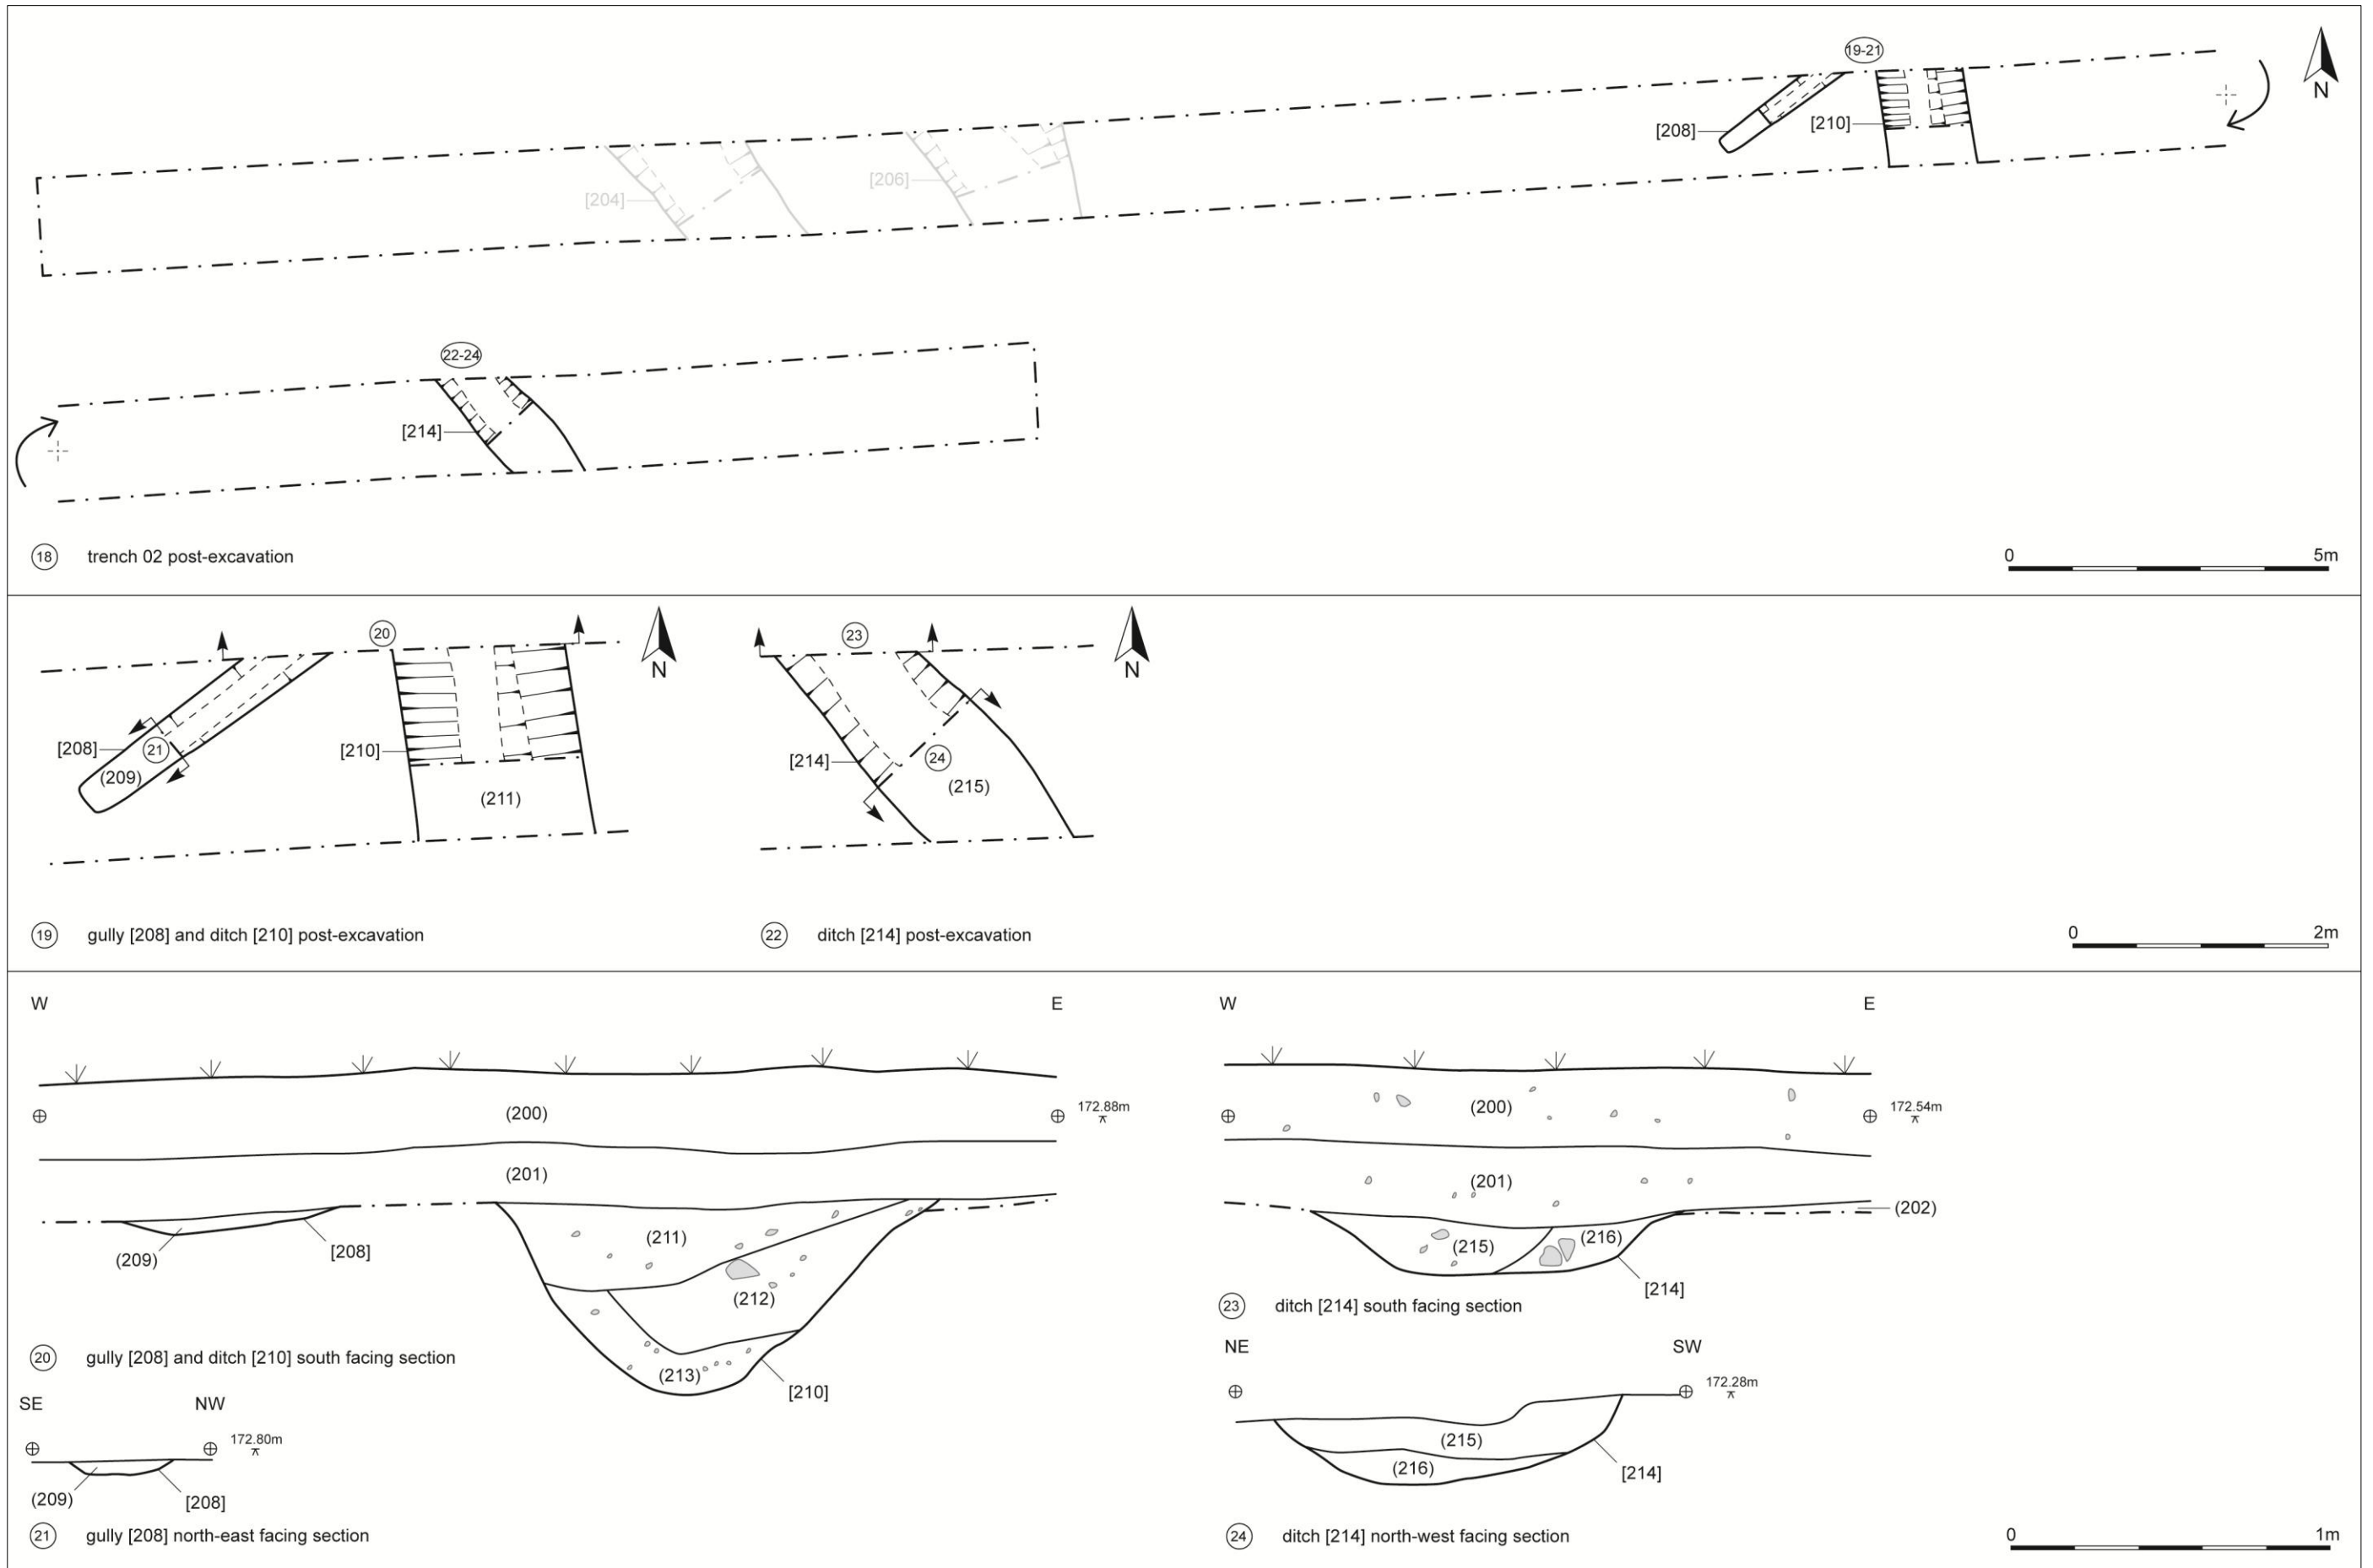 19-21
N
[208]
[210]
[206]
[204]
22-24
[214]
18 trench 02 post-excavation
0 5m
20
N
[208]
21
(209)
[210]
(211)
23
N
[214]
24
(215)
19 gully [208] and ditch [210] post-excavation
22 ditch [214] post-excavation
0 2m
W E
(200)
172.88m
(201)
(209)
[208]
(211)
(212)
(213)
[210]
20 gully [208] and ditch [210] south facing section
SE NW
172.80m
(209)
[208]
21 gully [208] north-east facing section
W E
(200)
172.54m
(201)
(202)
(215)
(216)
[214]
23 ditch [214] south facing section
NE SW
172.28m
(215)
(216)
[214]
24 ditch [214] north-west facing section
0 1m